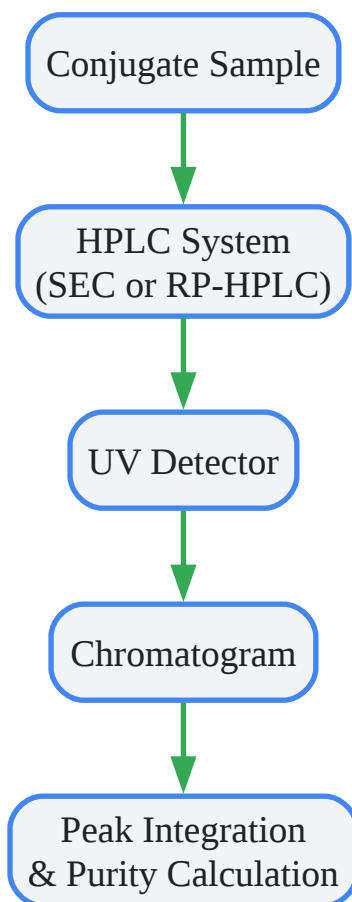 Conjugate Sample
HPLC System
(SEC or RP-HPLC)
UV Detector
Chromatogram
Peak Integration
& Purity Calculation